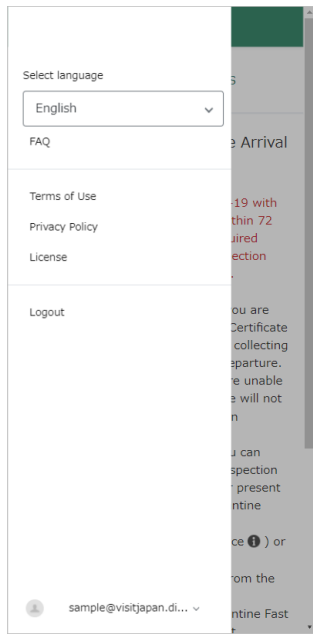 Select language
English
FAQ
Terms of Use
Privacy Policy
License
Logout
sample@visitjapan.di...
s
e Arrival
-19 with
thin 72
uired
ection
.
ou are
Certificate
collecting
eparture.
re unable
e will not
n
u can
spection
r present
ntine
ce i ) or
rom the
ntine Fast